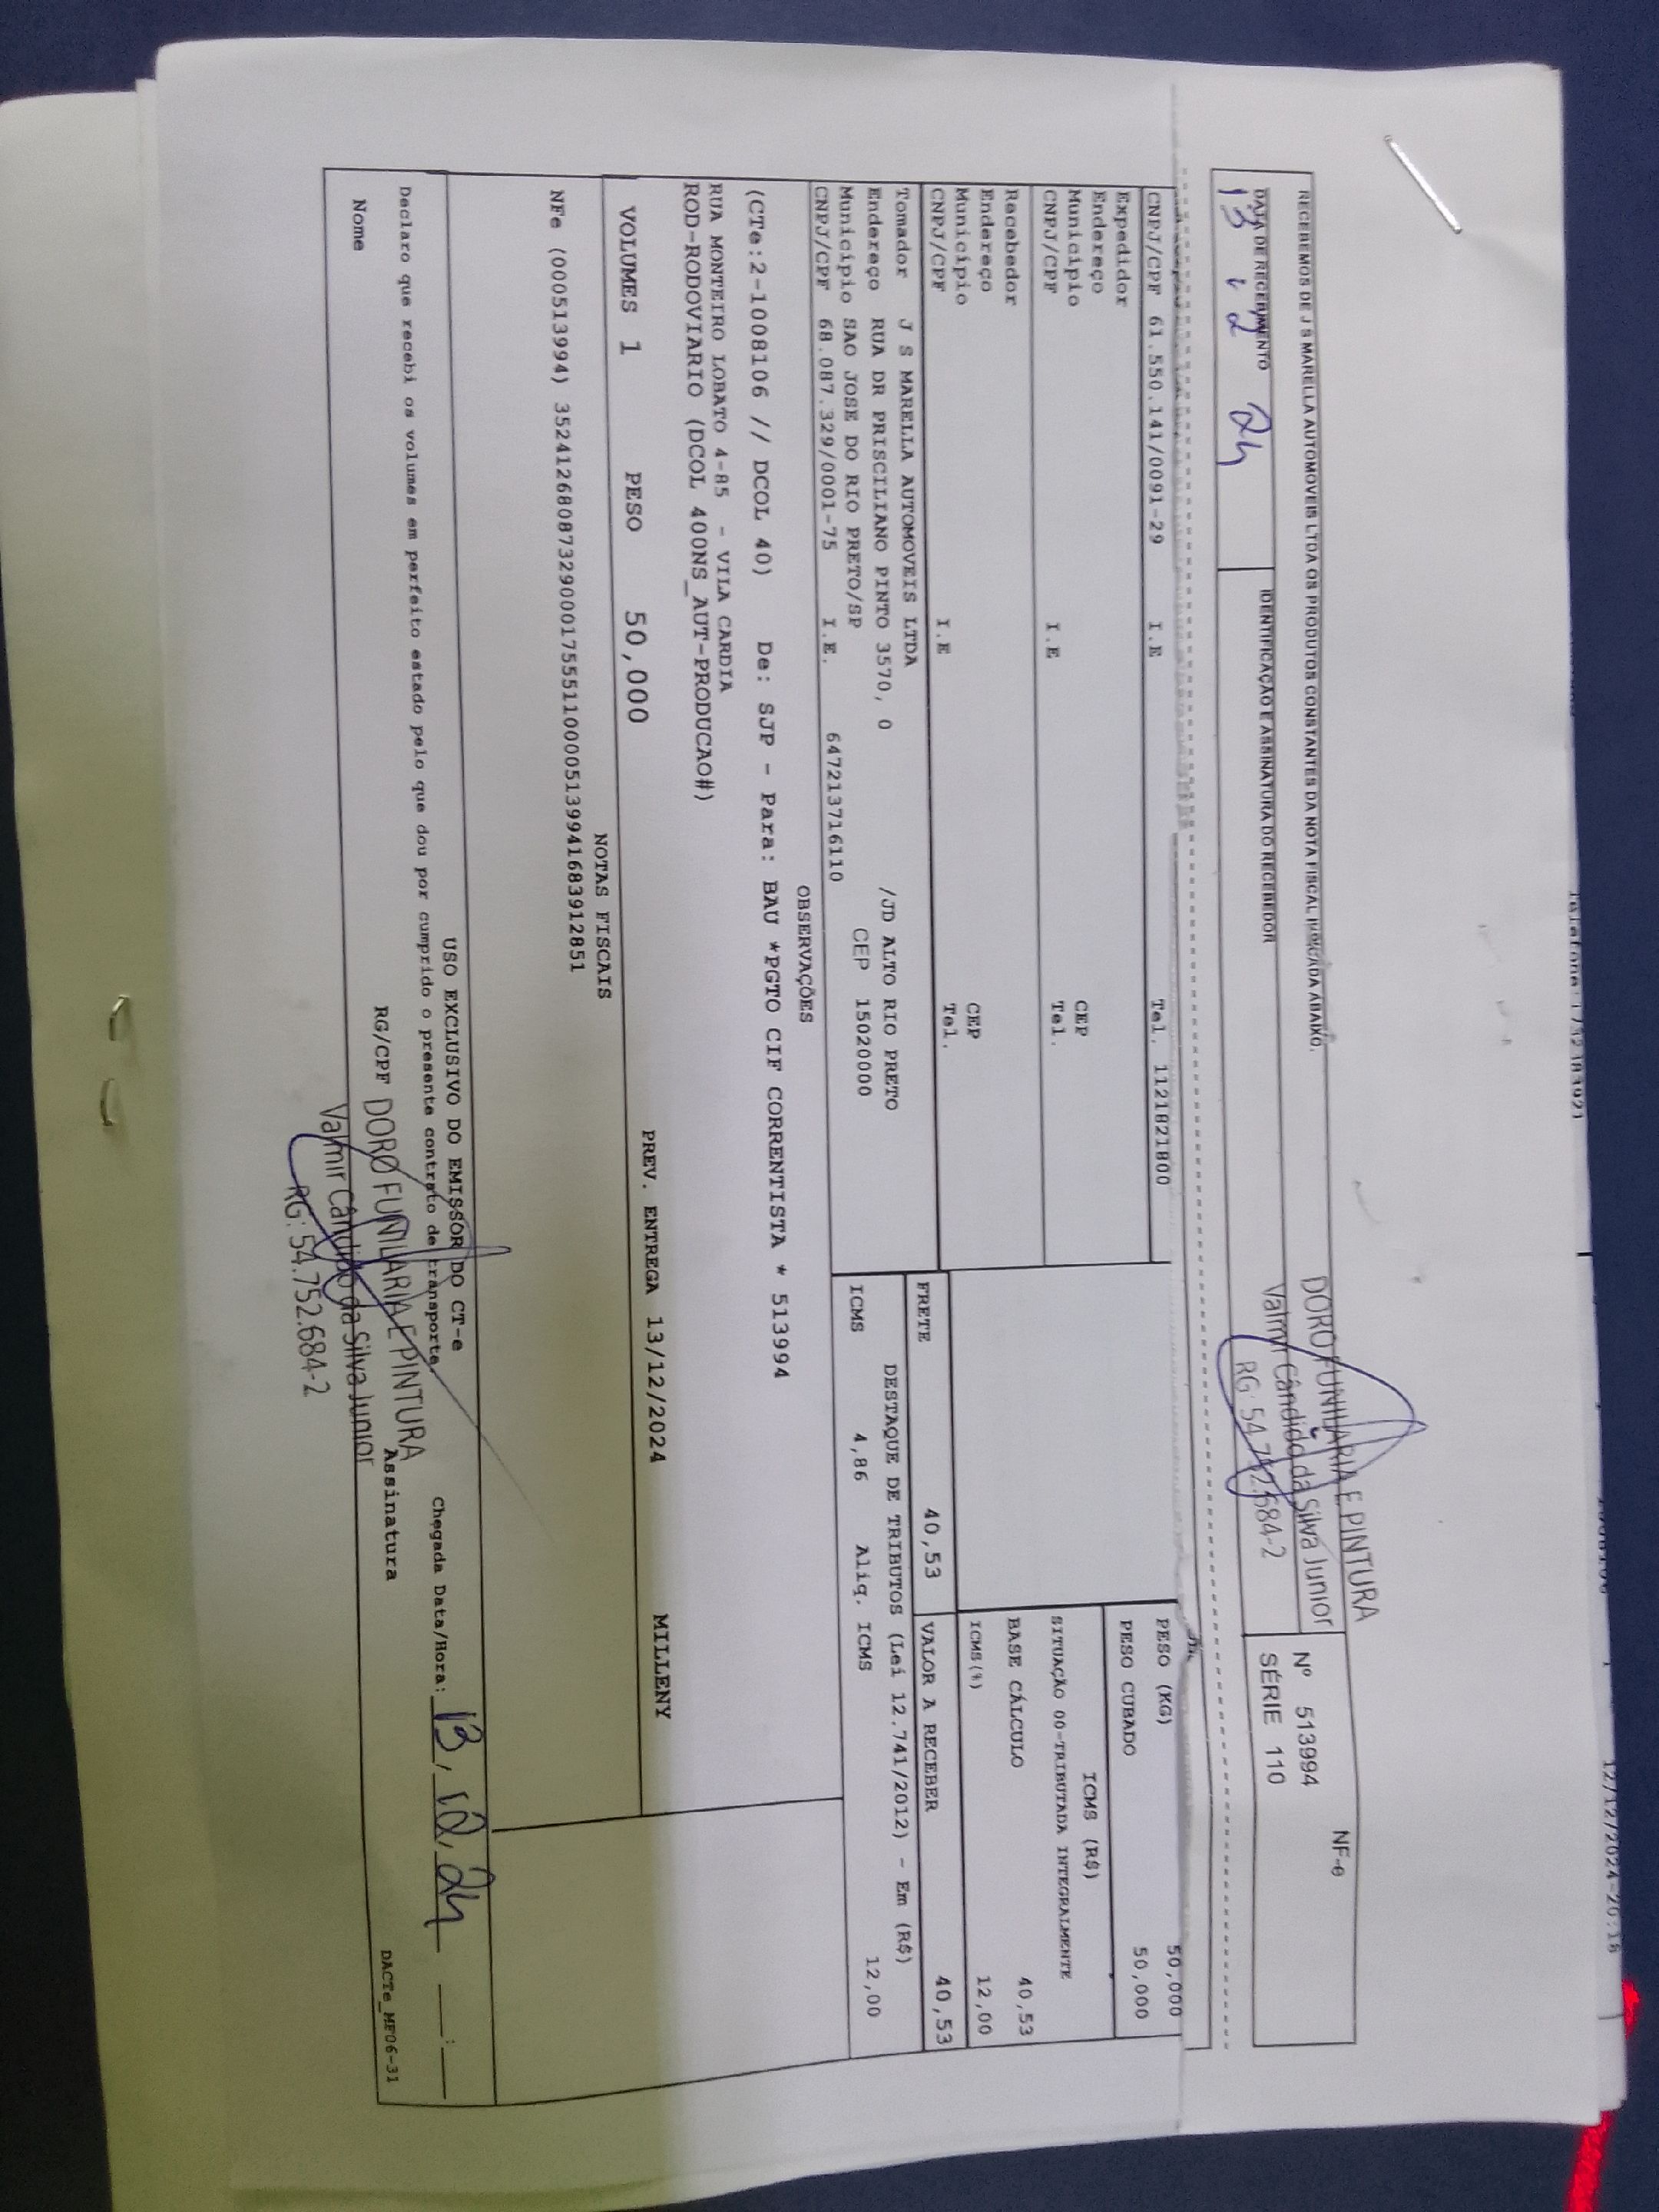 12/12/2024-20:16
RECEBEMOS DE J S MARELLA AUTOMOVEIS LTDA OS PRODUTOS CONSTANTES DA NOTA FISCAL INDICADA ABAIXO.
NF-e
DATA DE RECEBIMENTO
IDENTIFICAÇÃO E ASSINATURA DO RECEBEDOR
Nº 513994
SÉRIE 110
13 12 24
DORO FUNILARIA E PINTURA
Valmir Cândido da Silva Junior
RG: 54.752.684-2
CNPJ/CPF 61.550.141/0091-29 I.E Tel. 1121821800
PESO (KG) 50,000
Expedidor
PESO CUBADO 50,000
Endereço
Município CEP
ICMS (R$)
CNPJ/CPF I.E Tel.
SITUAÇÃO 00-TRIBUTADA INTEGRALMENTE
Recebedor
BASE CÁLCULO 40,53
Endereço
Município CEP
ICMS(%) 12,00
CNPJ/CPF I.E Tel.
FRETE 40,53 VALOR A RECEBER 40,53
Tomador J S MARELLA AUTOMOVEIS LTDA
Endereço RUA DR PRISCILIANO PINTO 3570, 0 /JD ALTO RIO PRETO
DESTAQUE DE TRIBUTOS (Lei 12.741/2012) - Em (R$)
Município SAO JOSE DO RIO PRETO/SP CEP 15020000
ICMS 4,86 Aliq. ICMS 12,00
CNPJ/CPF 68.087.329/0001-75 I.E. 647213716110
OBSERVAÇÕES
(CTe:2-1008106 // DCOL 40) De: SJP - Para: BAU *PGTO CIF CORRENTISTA * 513994
RUA MONTEIRO LOBATO 4-85 - VILA CARDIA
ROD-RODOVIARIO (DCOL 400NS_AUT-PRODUCAO#)
VOLUMES 1 PESO 50,000 PREV. ENTREGA 13/12/2024 MILLENY
NOTAS FISCAIS
NFe (000513994) 35241268087329000175551100005139941683912851
USO EXCLUSIVO DO EMISSOR DO CT-e
Declaro que recebi os volumes em perfeito estado pelo que dou por cumprido o presente contrato de transporte.
Chegada Data/Hora: 13/12/24 __:__
Nome RG/CPF Assinatura
DORO FUNILARIA E PINTURA
Valmir Cândido da Silva Junior
RG: 54.752.684-2
DACTe_MF06-31